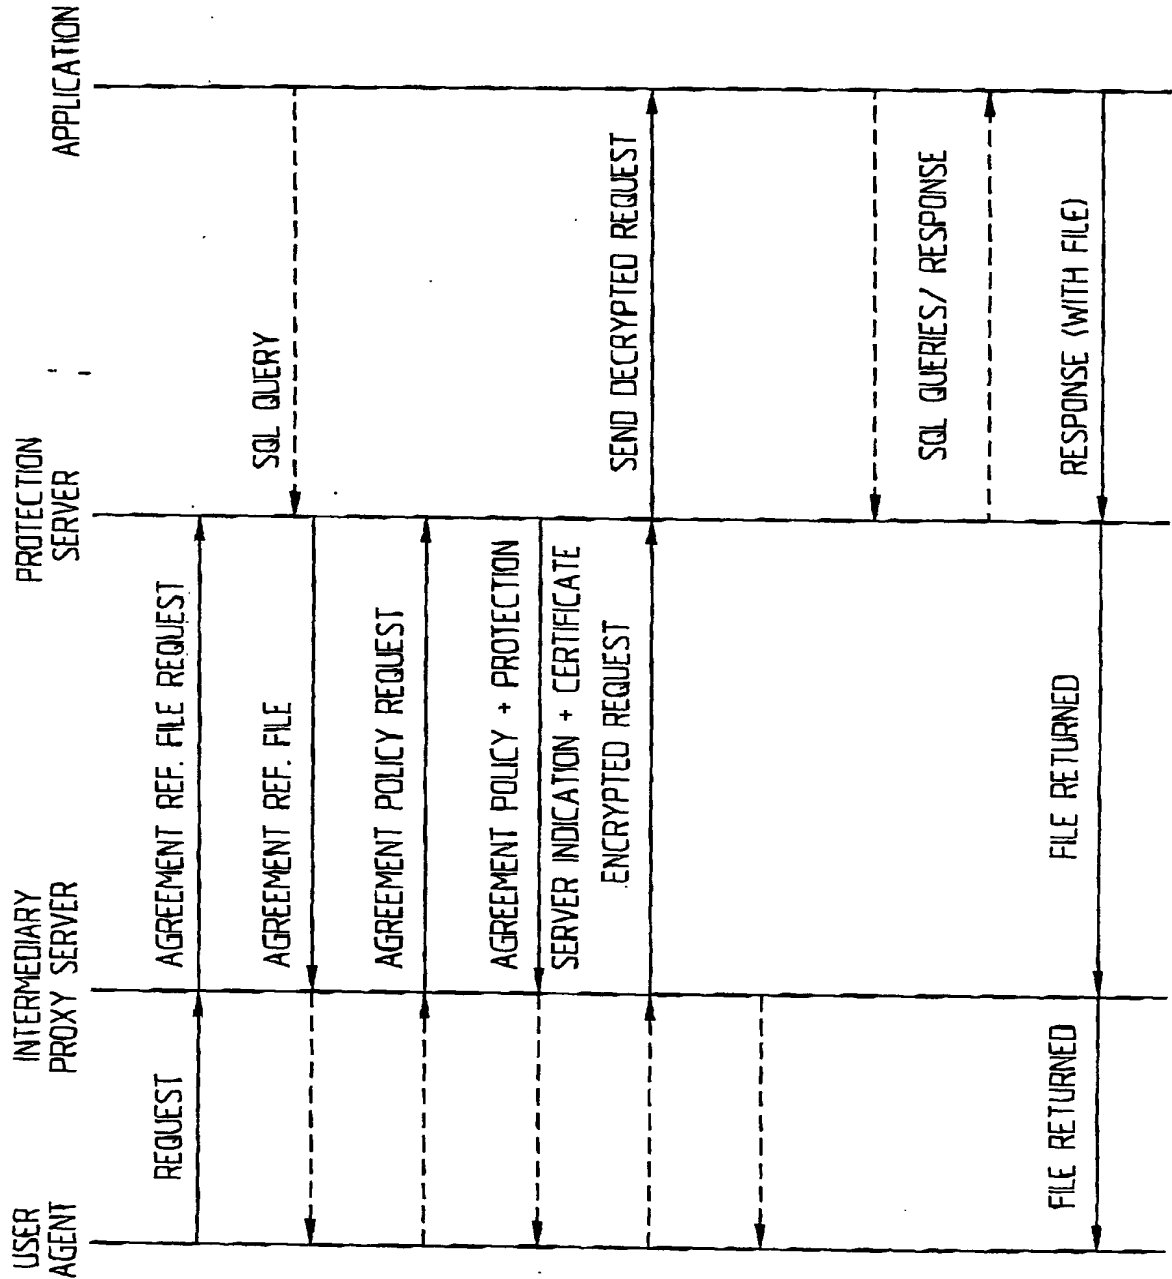 USER
AGENT
INTERMEDIARY
PROXY SERVER
PROTECTION
SERVER
APPLICATION
REQUEST
AGREEMENT REF. FILE REQUEST
SQL QUERY
AGREEMENT REF. FILE
AGREEMENT POLICY REQUEST
AGREEMENT POLICY + PROTECTION
SERVER INDICATION + CERTIFICATE
ENCRYPTED REQUEST
SEND DECRYPTED REQUEST
SQL QUERIES/ RESPONSE
RESPONSE (WITH FILE)
FILE RETURNED
FILE RETURNED